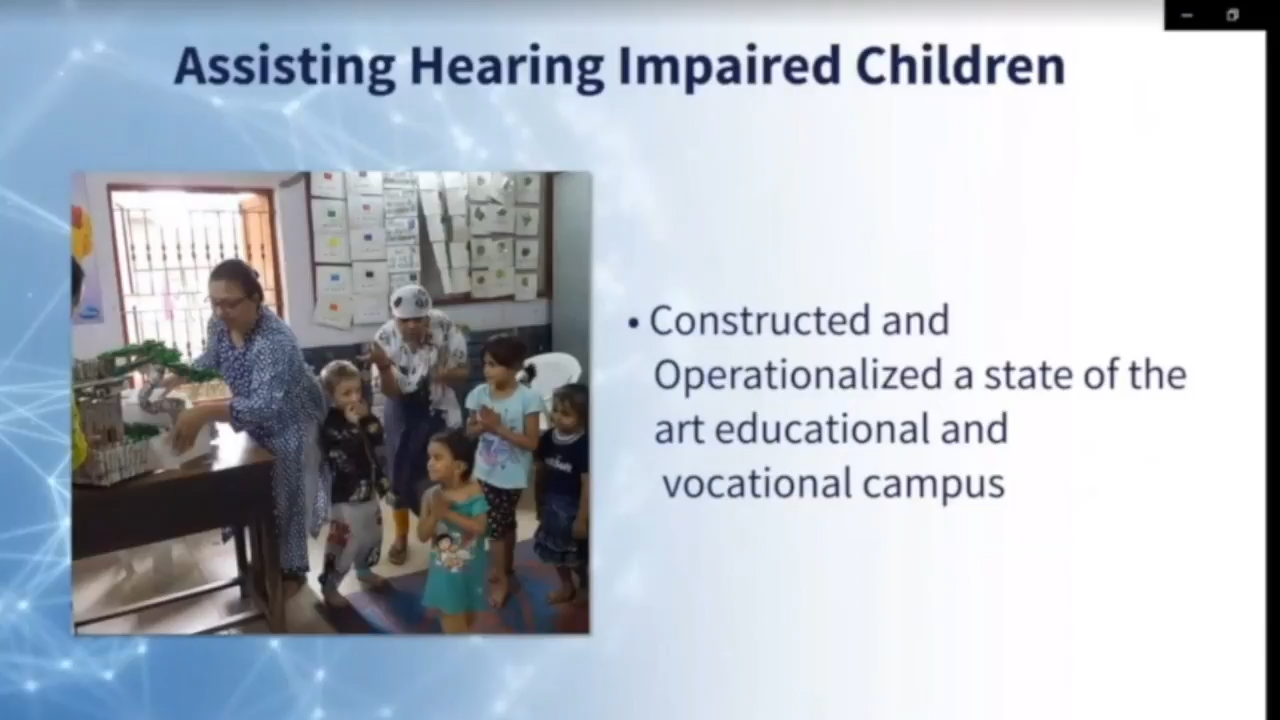 Assisting Hearing Impaired Children
• Constructed and
Operationalized a state of the
art educational and
vocational campus